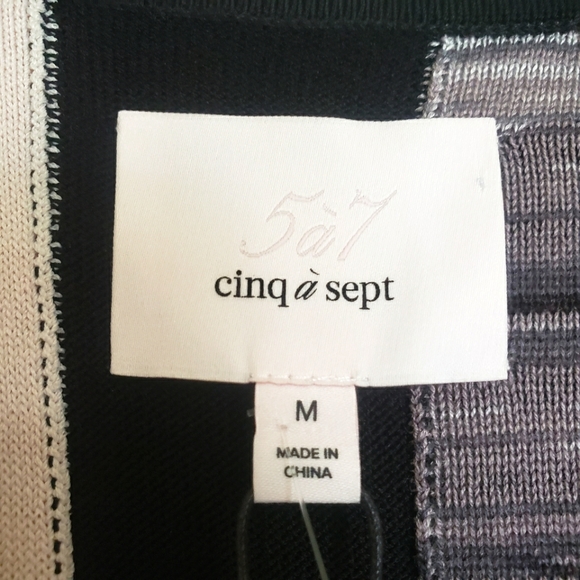 5à7
cinq à sept
M
MADE IN
CHINA